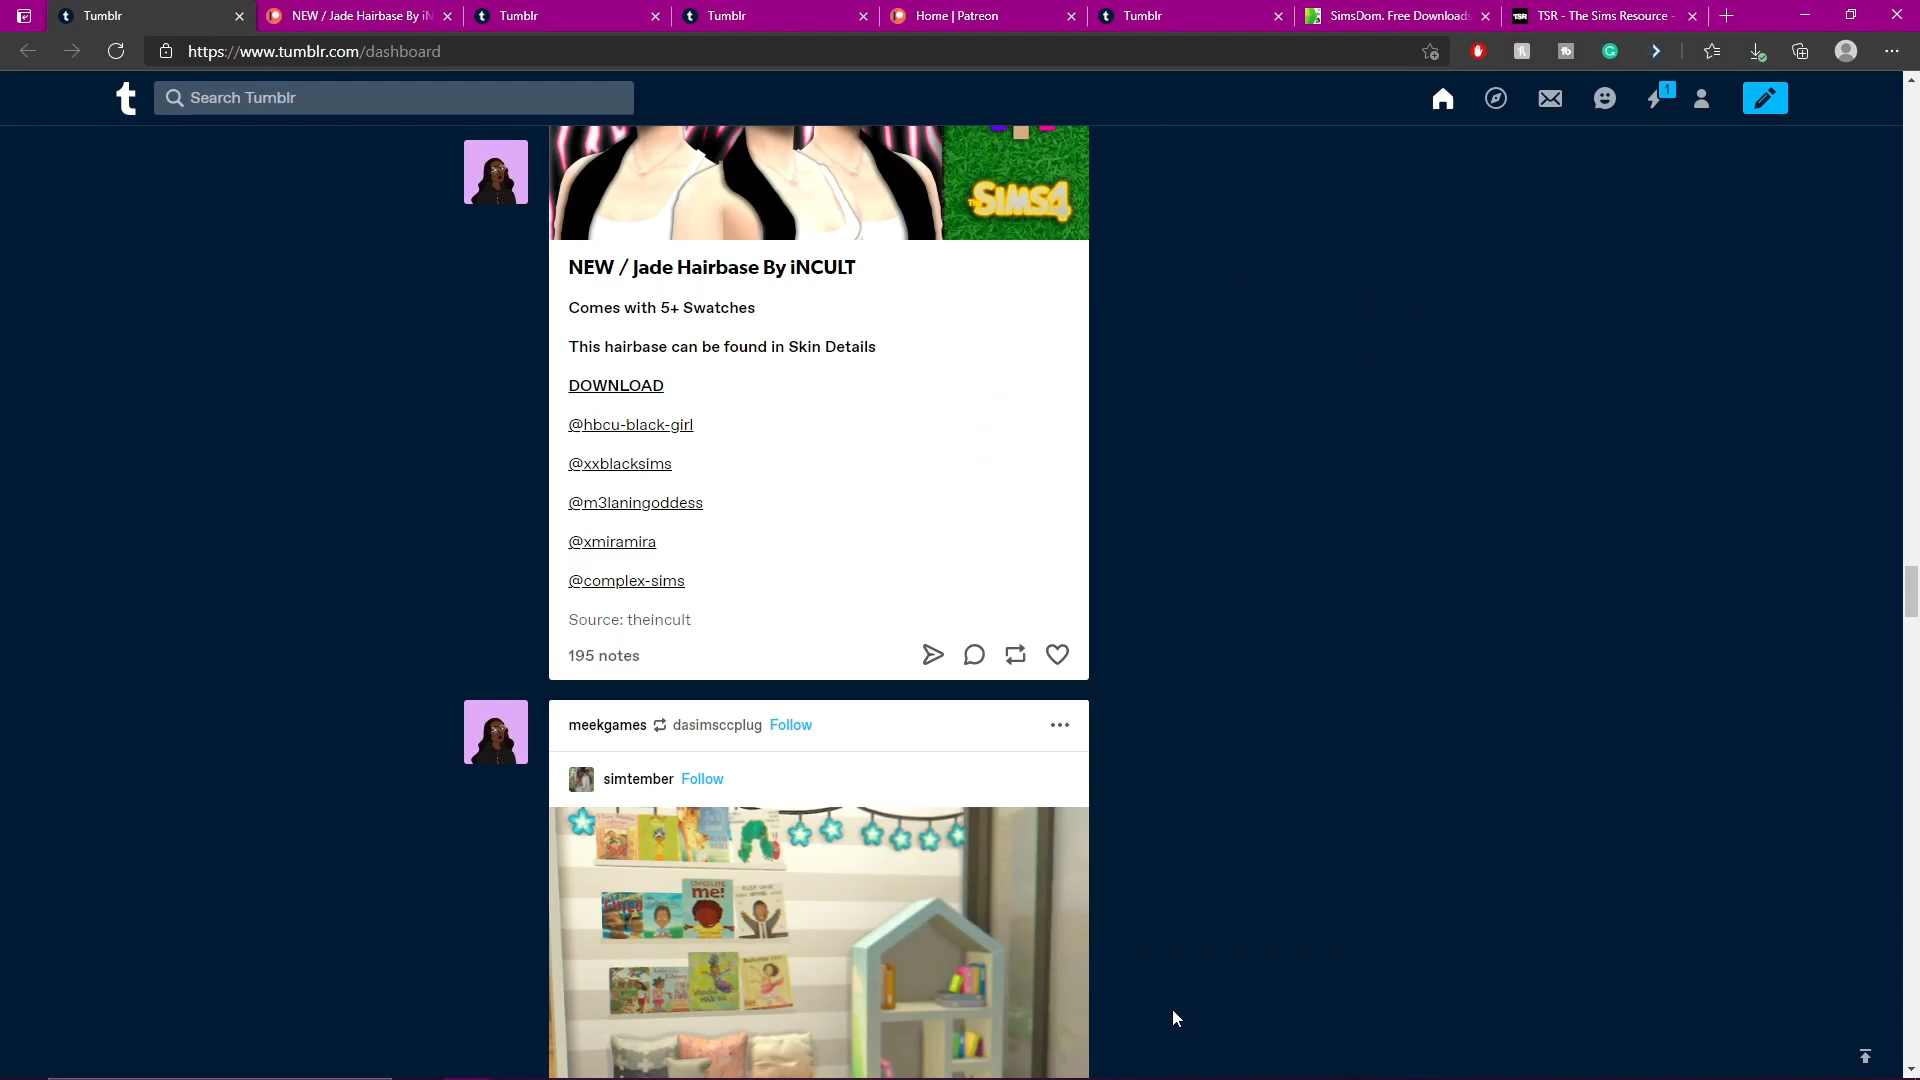 Tumblr
NEW / Jade Hairbase By iN
Tumblr
Tumblr
Home | Patreon
Tumblr
SimsDom. Free Download
TSR - The Sims Resource -
https://www.tumblr.com/dashboard
t
Search Tumblr
1
The SIMS4
NEW / Jade Hairbase By iNCULT
Comes with 5+ Swatches
This hairbase can be found in Skin Details
DOWNLOAD
@hbcu-black-girl
@xxblacksims
@m3laningoddess
@xmiramira
@complex-sims
Source: theincult
195 notes
meekgames dasimsccplug Follow
simtember Follow
me!
CHILD